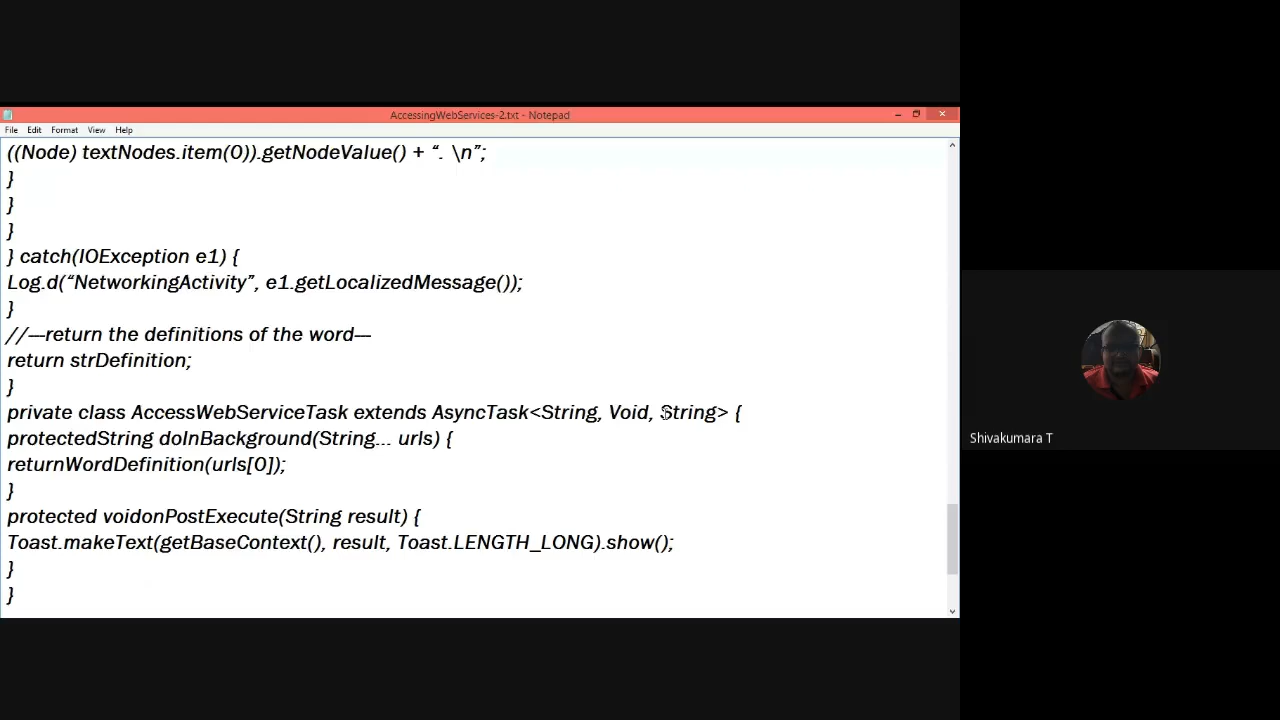 AccessingWebServices-2.txt - Notepad
File Edit Format View Help
((Node) textNodes.item(0)).getNodeValue() + “. \n”;
}
}
}
} catch(IOException e1) {
Log.d(“NetworkingActivity”, e1.getLocalizedMessage());
}
//---return the definitions of the word---
return strDefinition;
}
private class AccessWebServiceTask extends AsyncTask<String, Void, String> {
protectedString doInBackground(String... urls) {
returnWordDefinition(urls[0]);
}
protected voidonPostExecute(String result) {
Toast.makeText(getBaseContext(), result, Toast.LENGTH_LONG).show();
}
}
Shivakumara T